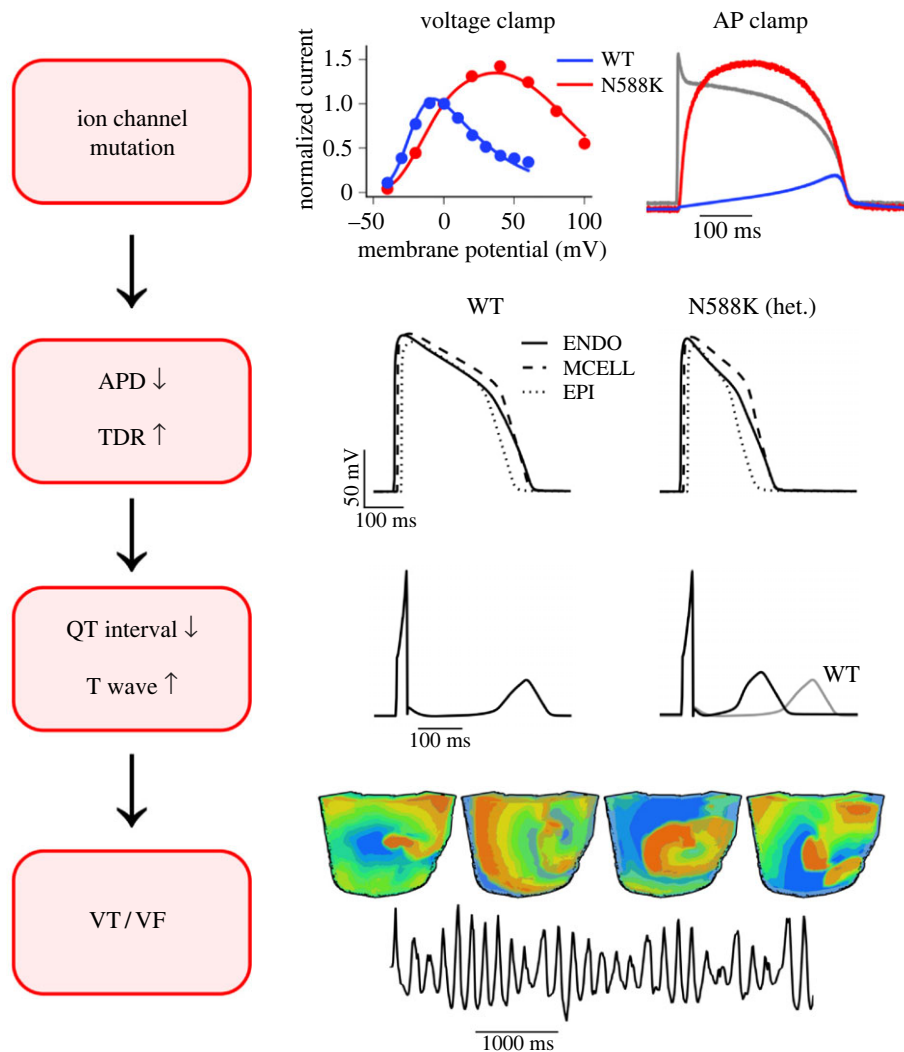 voltage clamp
AP clamp
ion channel
mutation
normalized current
1.5
1.0
0.5
0
–50
0
50
100
membrane potential (mV)
WT
N588K
100 ms
WT
N588K (het.)
APD ↓
TDR ↑
ENDO
MCELL
EPI
50 mV
100 ms
QT interval ↓
T wave ↑
WT
100 ms
VT / VF
1000 ms